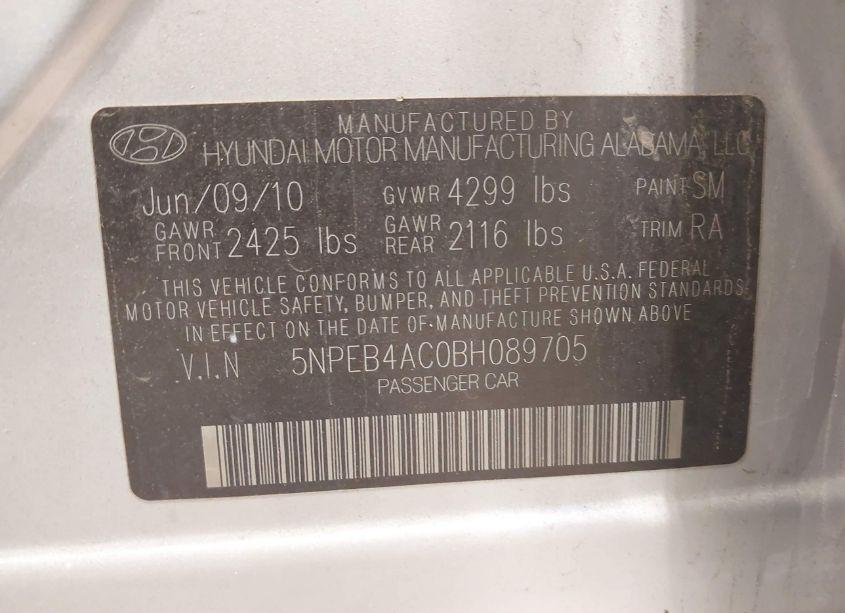 MANUFACTURED BY
HYUNDAI MOTOR MANUFACTURING ALABAMA, LLC
Jun/09/10 GVWR 4299 lbs PAINT SM
GAWR FRONT 2425 lbs GAWR REAR 2116 lbs TRIM RA
THIS VEHICLE CONFORMS TO ALL APPLICABLE U.S.A. FEDERAL
MOTOR VEHICLE SAFETY, BUMPER, AND THEFT PREVENTION STANDARDS
IN EFFECT ON THE DATE OF MANUFACTURE SHOWN ABOVE
V.I.N 5NPEB4AC0BH089705
PASSENGER CAR